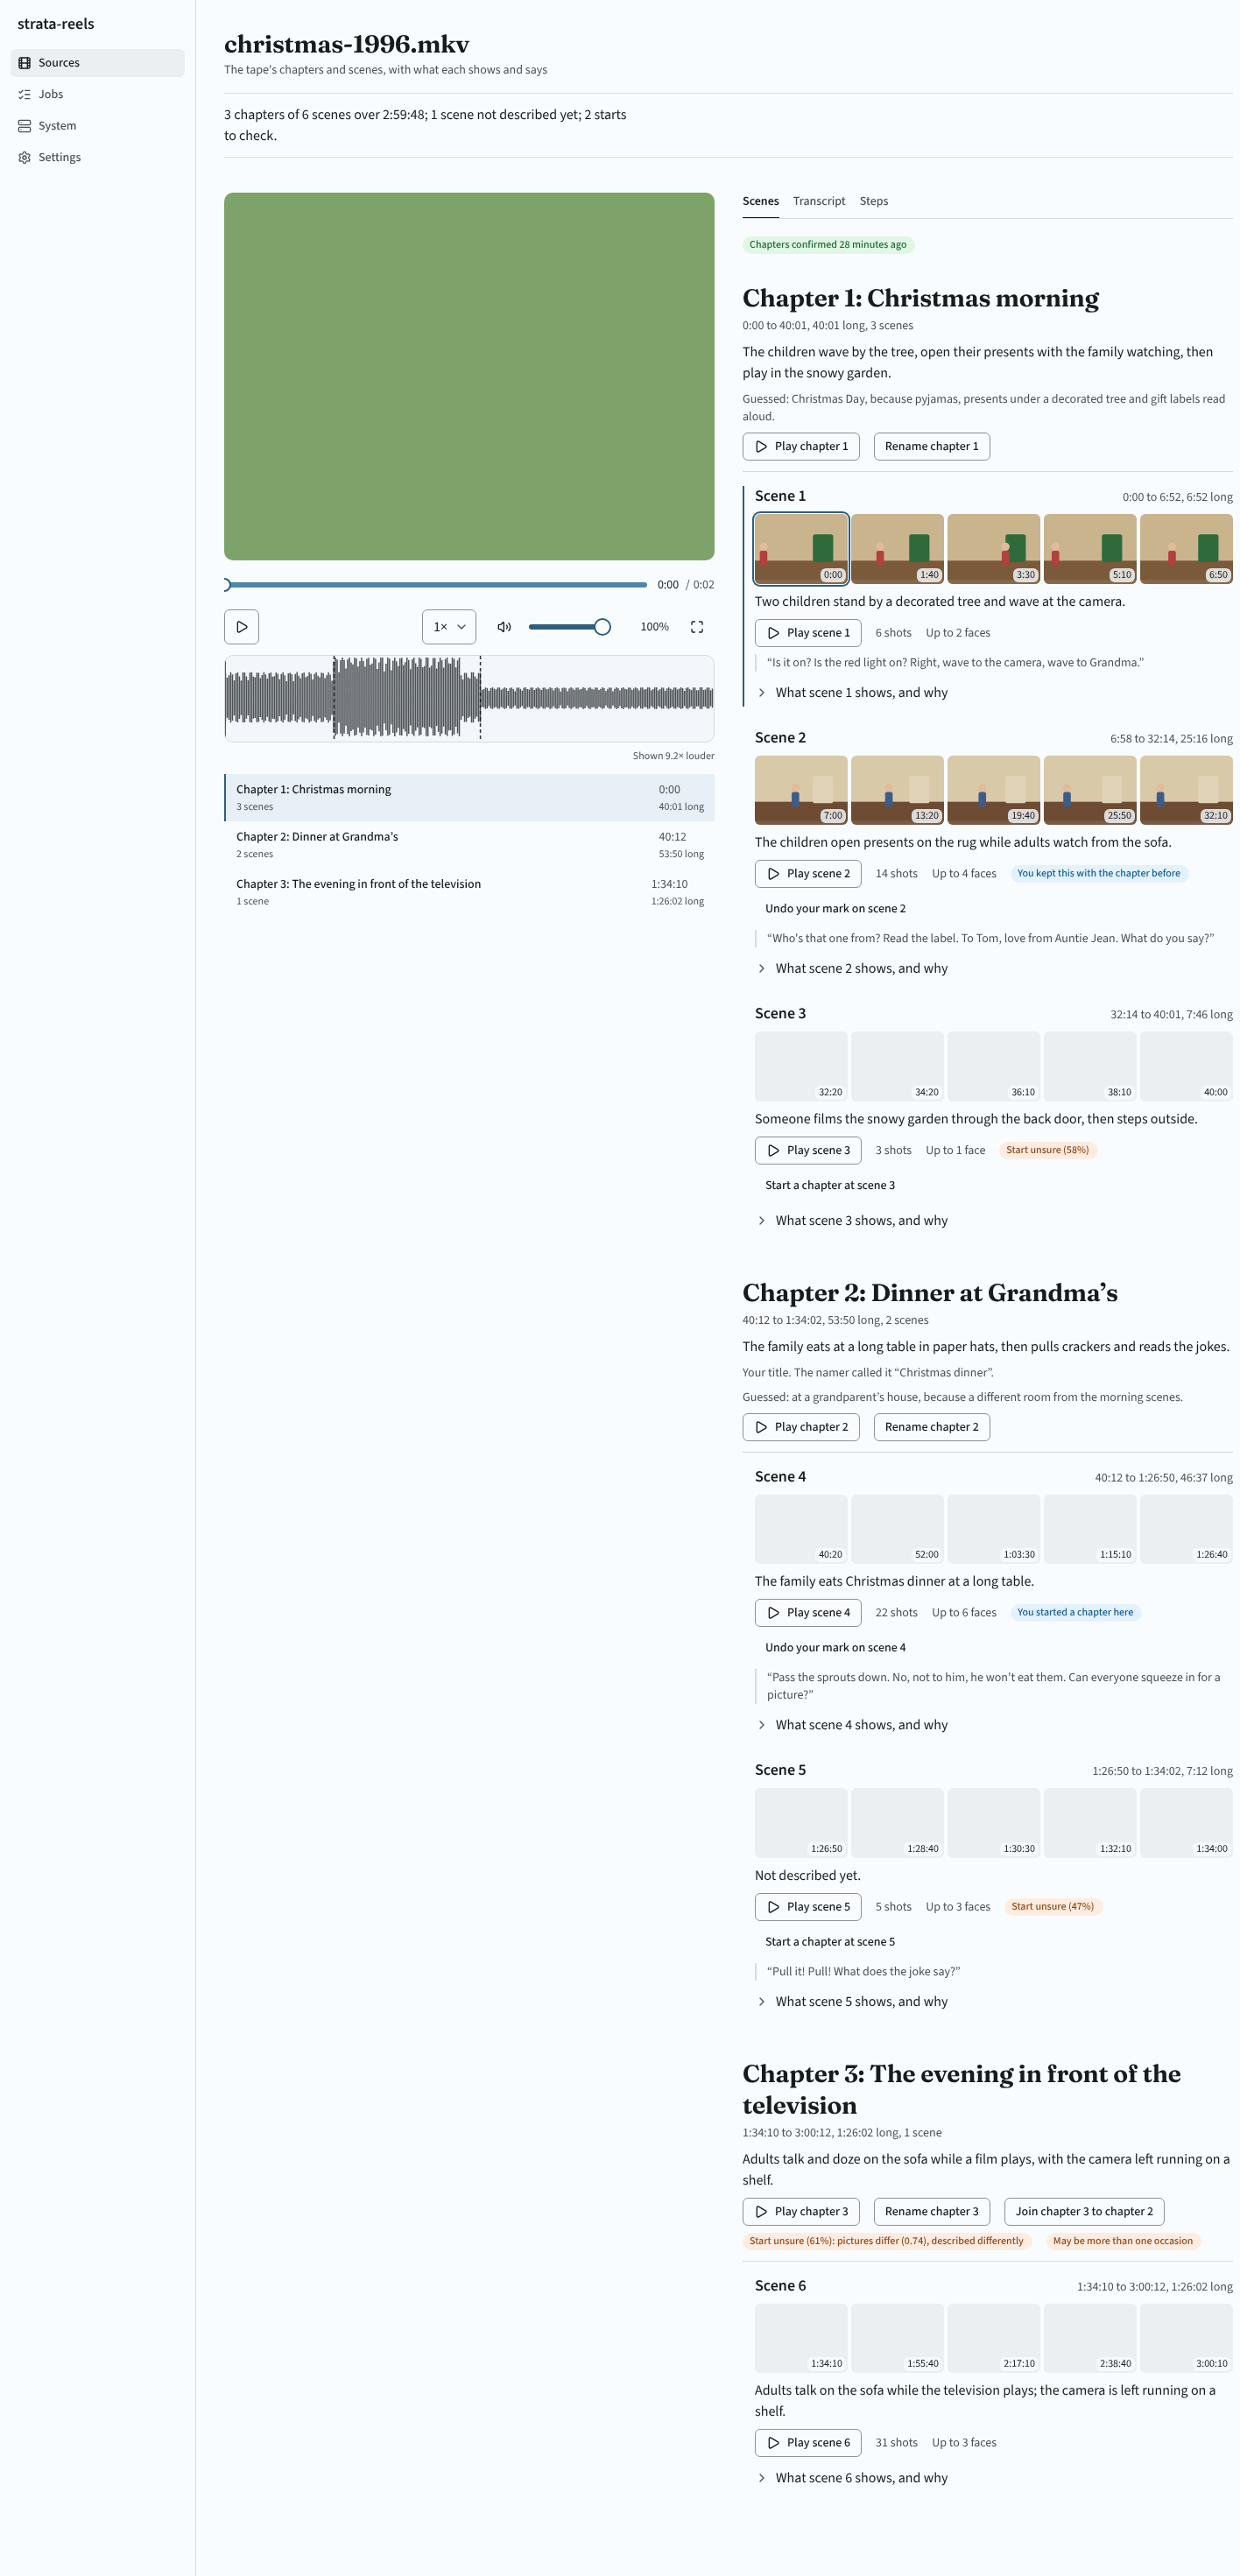 strata-reels
Sources
Jobs
System
Settings
christmas-1996.mkv
The tape's chapters and scenes, with what each shows and says
3 chapters of 6 scenes over 2:59:48; 1 scene not described yet; 2 starts
to check.
0:00 / 0:02
1×
100%
Shown 9.2× louder
Chapter 1: Christmas morning 0:00
3 scenes 40:01 long
Chapter 2: Dinner at Grandma’s 40:12
2 scenes 53:50 long
Chapter 3: The evening in front of the television 1:34:10
1 scene 1:26:02 long
Scenes Transcript Steps
Chapters confirmed 28 minutes ago
Chapter 1: Christmas morning
0:00 to 40:01, 40:01 long, 3 scenes
The children wave by the tree, open their presents with the family watching, then
play in the snowy garden.
Guessed: Christmas Day, because pyjamas, presents under a decorated tree and gift labels read
aloud.
Play chapter 1 Rename chapter 1
Scene 1 0:00 to 6:52, 6:52 long
0:00 1:40 3:30 5:10 6:50
Two children stand by a decorated tree and wave at the camera.
Play scene 1 6 shots Up to 2 faces
“Is it on? Is the red light on? Right, wave to the camera, wave to Grandma.”
What scene 1 shows, and why
Scene 2 6:58 to 32:14, 25:16 long
7:00 13:20 19:40 25:50 32:10
The children open presents on the rug while adults watch from the sofa.
Play scene 2 14 shots Up to 4 faces You kept this with the chapter before
Undo your mark on scene 2
“Who's that one from? Read the label. To Tom, love from Auntie Jean. What do you say?”
What scene 2 shows, and why
Scene 3 32:14 to 40:01, 7:46 long
32:20 34:20 36:10 38:10 40:00
Someone films the snowy garden through the back door, then steps outside.
Play scene 3 3 shots Up to 1 face Start unsure (58%)
Start a chapter at scene 3
What scene 3 shows, and why
Chapter 2: Dinner at Grandma’s
40:12 to 1:34:02, 53:50 long, 2 scenes
The family eats at a long table in paper hats, then pulls crackers and reads the jokes.
Your title. The namer called it “Christmas dinner”.
Guessed: at a grandparent’s house, because a different room from the morning scenes.
Play chapter 2 Rename chapter 2
Scene 4 40:12 to 1:26:50, 46:37 long
40:20 52:00 1:03:30 1:15:10 1:26:40
The family eats Christmas dinner at a long table.
Play scene 4 22 shots Up to 6 faces You started a chapter here
Undo your mark on scene 4
“Pass the sprouts down. No, not to him, he won't eat them. Can everyone squeeze in for a
picture?”
What scene 4 shows, and why
Scene 5 1:26:50 to 1:34:02, 7:12 long
1:26:50 1:28:40 1:30:30 1:32:10 1:34:00
Not described yet.
Play scene 5 5 shots Up to 3 faces Start unsure (47%)
Start a chapter at scene 5
“Pull it! Pull! What does the joke say?”
What scene 5 shows, and why
Chapter 3: The evening in front of the
television
1:34:10 to 3:00:12, 1:26:02 long, 1 scene
Adults talk and doze on the sofa while a film plays, with the camera left running on a
shelf.
Play chapter 3 Rename chapter 3 Join chapter 3 to chapter 2
Start unsure (61%): pictures differ (0.74), described differently May be more than one occasion
Scene 6 1:34:10 to 3:00:12, 1:26:02 long
1:34:10 1:55:40 2:17:10 2:38:40 3:00:10
Adults talk on the sofa while the television plays; the camera is left running on a
shelf.
Play scene 6 31 shots Up to 3 faces
What scene 6 shows, and why